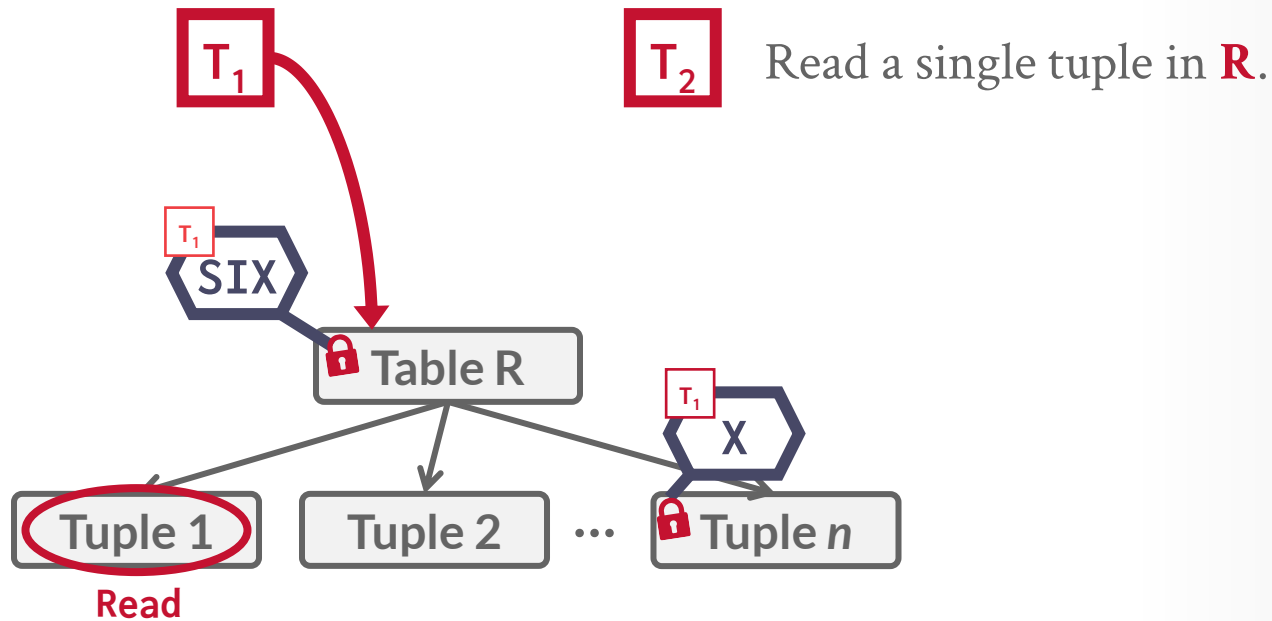 T₁
T₂ Read a single tuple in R.
T₁
SIX
Table R
T₁
X
Tuple 1
Tuple 2
...
Tuple n
Read